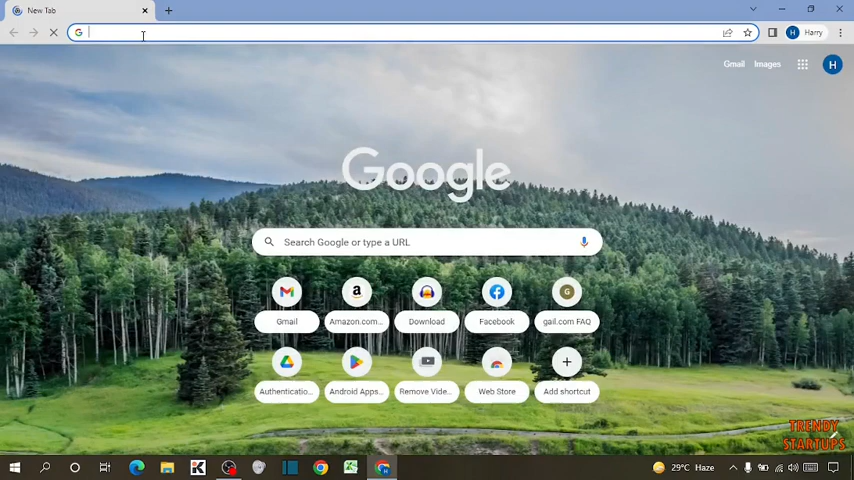 New Tab
Harry
Gmail
Images
H
Google
Search Google or type a URL
Gmail
Amazon.com...
Download
Facebook
gail.com FAQ
Authenticatio...
Android Apps...
Remove Vide...
Web Store
Add shortcut
TRENDY
STARTUPS
29°C Haze